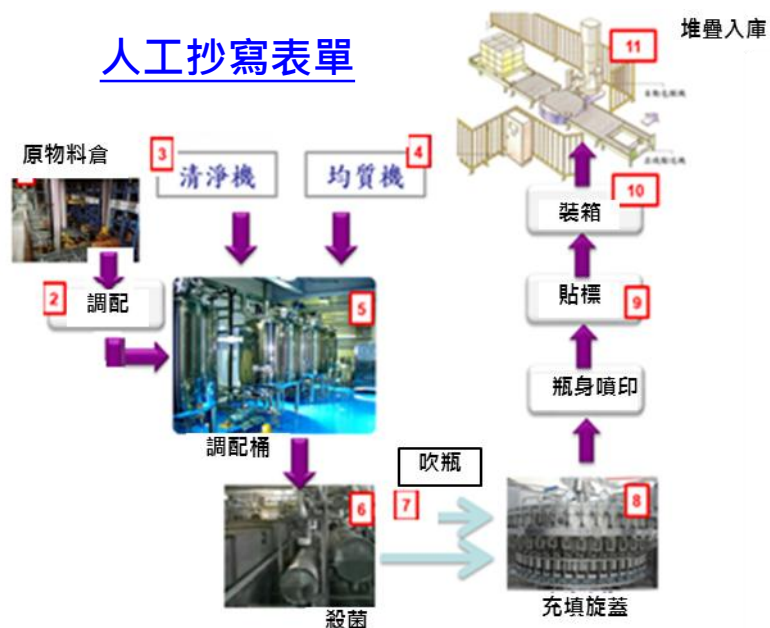 人工抄寫表單
堆疊入庫
11
原物料倉
3
清淨機
4
均質機
10
裝箱
2
調配
5
貼標
9
瓶身噴印
調配桶
吹瓶
6
7
8
殺菌
充填旋蓋